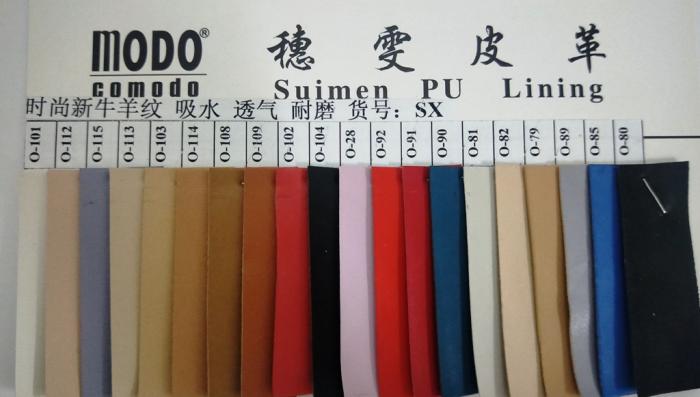 MODO®
comodo
穗雯皮革
Suimen PU Lining
时尚新牛羊纹 吸水 透气 耐磨 货号：SX
O-101 O-112 O-115 O-113 O-103 O-114 O-108 O-109 O-102 O-104 O-28 O-92 O-91 O-90 O-81 O-82 O-79 O-89 O-85 O-80